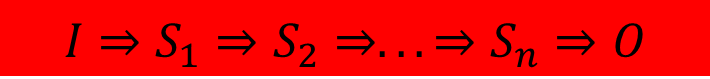 I ⇒ S₁ ⇒ S₂ ⇒... ⇒ Sₙ ⇒ O